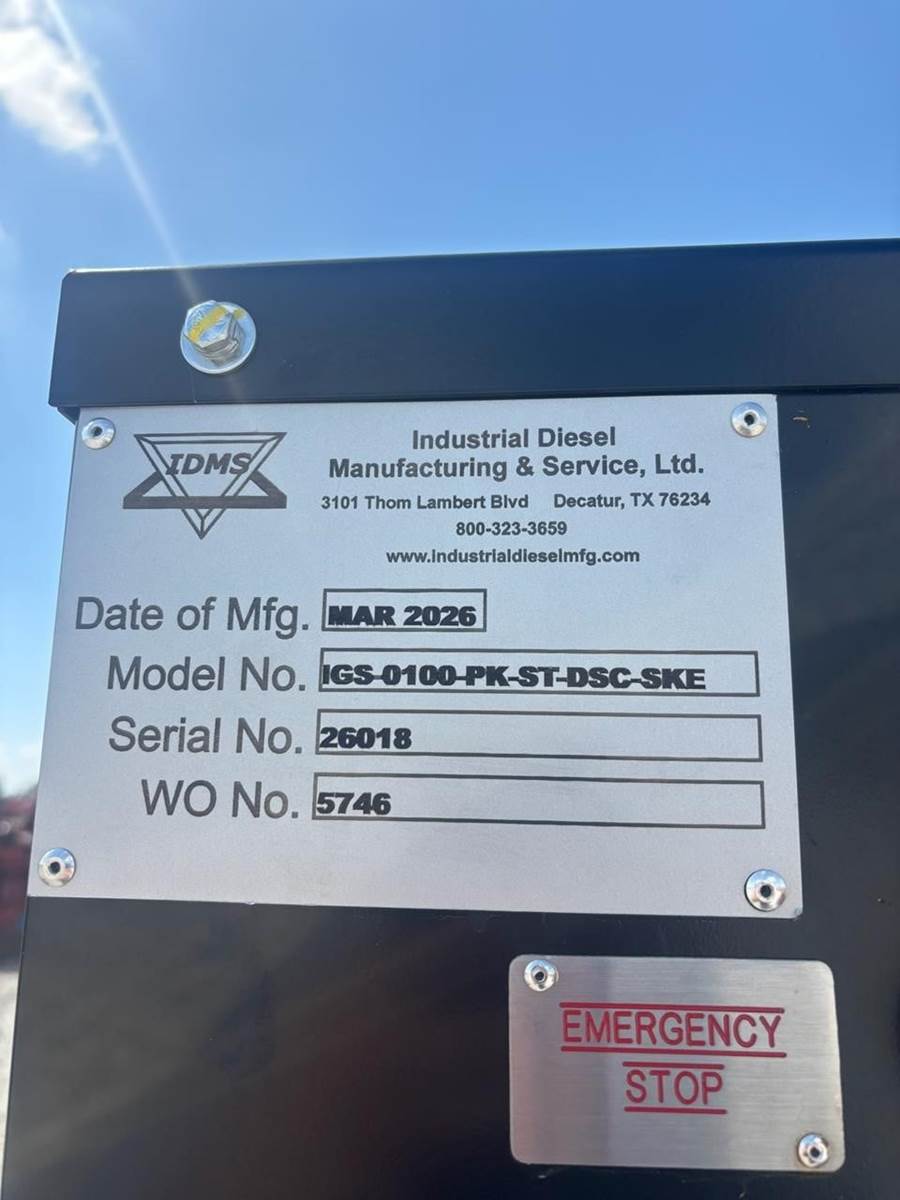 IDMS
Industrial Diesel
Manufacturing & Service, Ltd.
3101 Thom Lambert Blvd Decatur, TX 76234
800-323-3659
www.industrialdieselmfg.com
Date of Mfg. MAR 2026
Model No. IGS-0100-PK-ST-DSC-SKE
Serial No. 26018
WO No. 5746
EMERGENCY
STOP